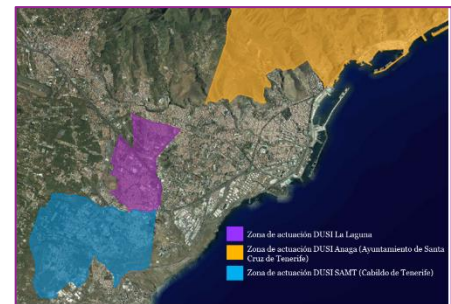 Zona de actuación DUSI La Laguna
Zona de actuación DUSI Anaga (Ayuntamiento de Santa
Cruz de Tenerife)
Zona de actuación DUSI SAMT (Cabildo de Tenerife)